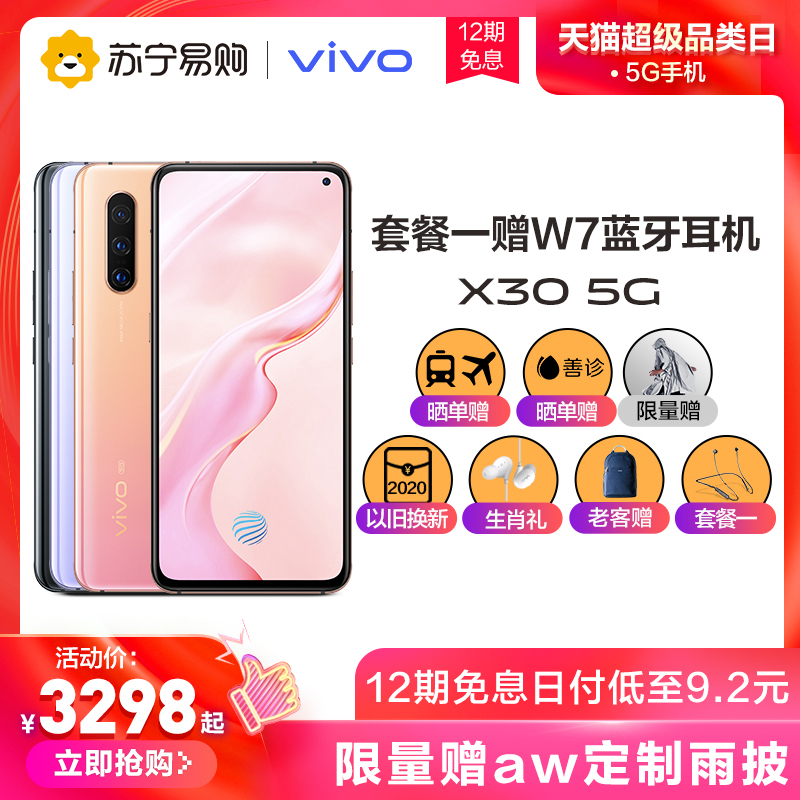 苏宁易购
vivo
12期
免息
天猫超级品类日
•5G手机
套餐一赠W7蓝牙耳机
X30 5G
善诊
晒单赠
晒单赠
限量赠
¥
2020
以旧换新
生肖礼
老客赠
套餐一
vivo
活动价：
¥3298起
立即抢购>
12期免息日付低至9.2元
限量赠aw定制雨披